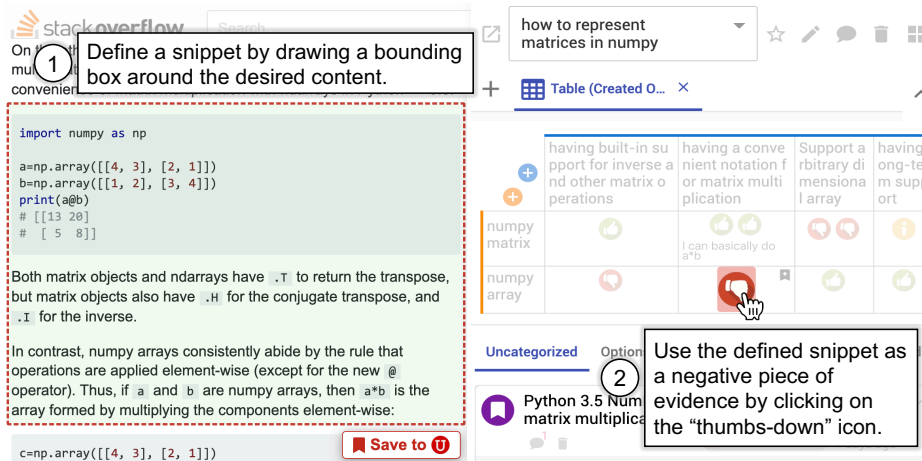 stackoverflow
Search...
On
mu
1
Define a snippet by drawing a bounding
box around the desired content.
import numpy as np
a=np.array([[4, 3], [2, 1]])
b=np.array([[1, 2], [3, 4]])
print(a@b)
# [[13 20]
#  [ 5  8]]
Both matrix objects and ndarrays have .T to return the transpose,
but matrix objects also have .H for the conjugate transpose, and
.I for the inverse.
In contrast, numpy arrays consistently abide by the rule that
operations are applied element-wise (except for the new @
operator). Thus, if a and b are numpy arrays, then a*b is the
array formed by multiplying the components element-wise:
c=np.array([[4, 3], [2, 1]])
Save to
how to represent
matrices in numpy
Table (Created O...
having built-in su
pport for inverse a
nd other matrix o
perations
having a conve
nient notation f
or matrix multi
plication
Support a
rbitrary di
mensiona
l array
having
ong-te
m supp
ort
numpy
matrix
I can basically do
a*b
numpy
array
Uncategorized
Option
2
Use the defined snippet as
a negative piece of
evidence by clicking on
the “thumbs-down” icon.
Python 3.5 Num
matrix multiplica
1